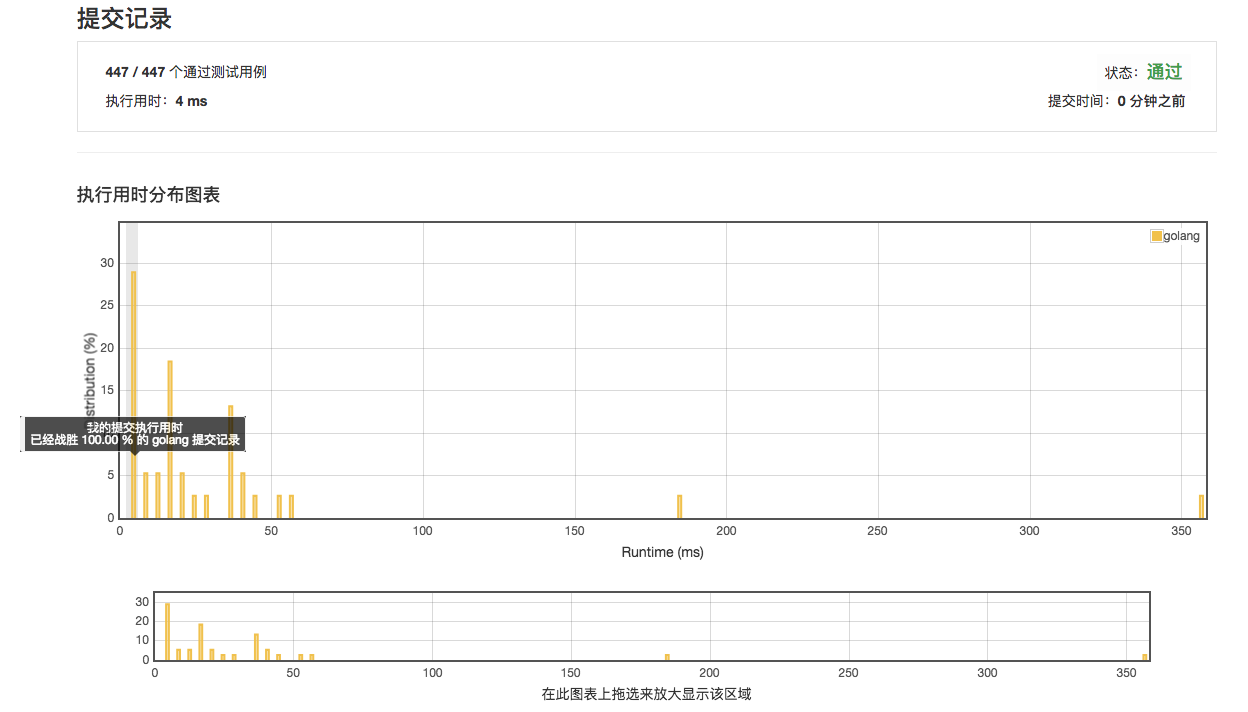 提交记录
447 / 447 个通过测试用例
状态：通过
执行用时：4 ms
提交时间：0 分钟之前
执行用时分布图表
golang
30
25
20
15
5
0
stribution (%)
我的提交执行用时
已经战胜 100.00 % 的 golang 提交记录
0 50 100 150 200 250 300 350
Runtime (ms)
30
20
10
0
0 50 100 150 200 250 300 350
在此图表上拖选来放大显示该区域